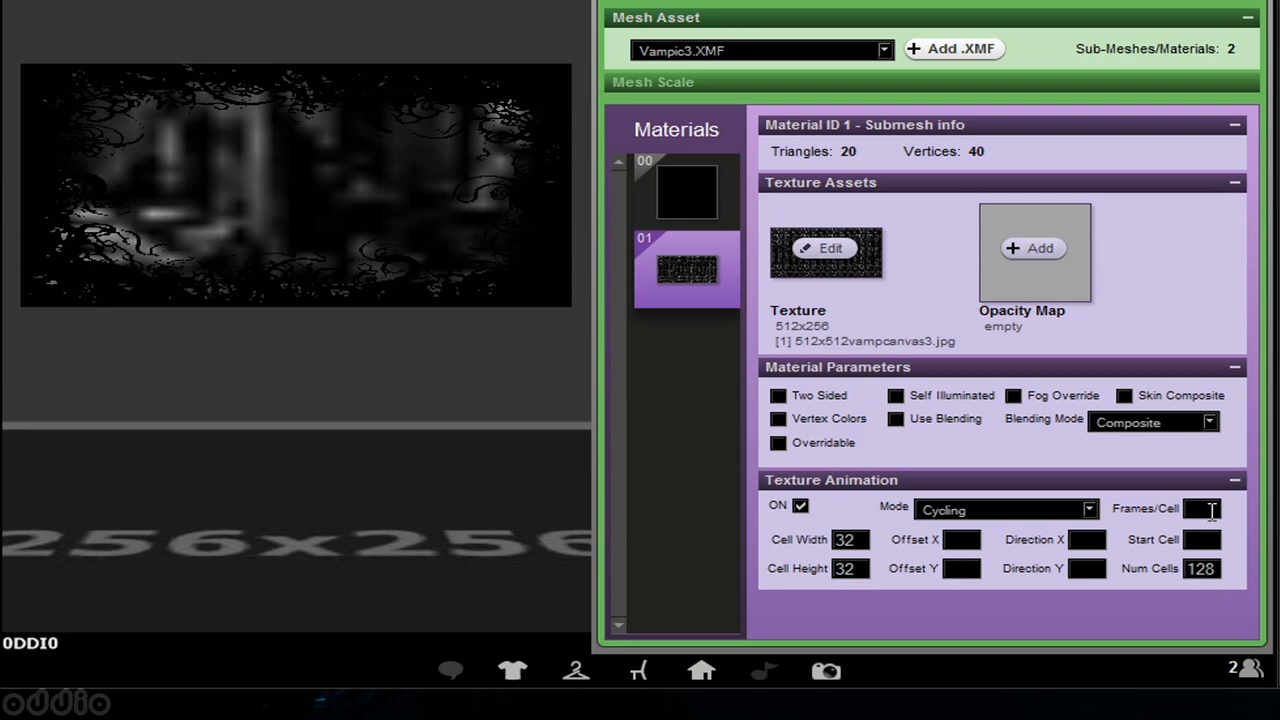 Mesh Asset
Vampic3.XMF
Add .XMF
Sub-Meshes/Materials: 2
Mesh Scale
Materials
00
01
Material ID 1 - Submesh info
Triangles: 20 Vertices: 40
Texture Assets
Edit
Add
Texture
512x256
[1] 512x512vampcanvas3.jpg
Opacity Map
empty
Material Parameters
Two Sided Self Illuminated Fog Override Skin Composite
Vertex Colors Use Blending Blending Mode Composite
Overridable
Texture Animation
ON Mode Cycling Frames/Cell
Cell Width 32 Offset X Direction X Start Cell
Cell Height 32 Offset Y Direction Y Num Cells 128
256x256
0DDI0
2
oddio